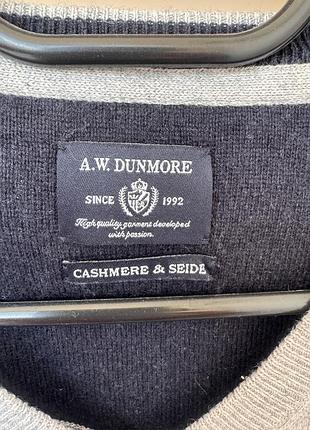 A.W. DUNMORE
SINCE 1992
High quality garment developed
with passion.
CASHMERE & SEIDE